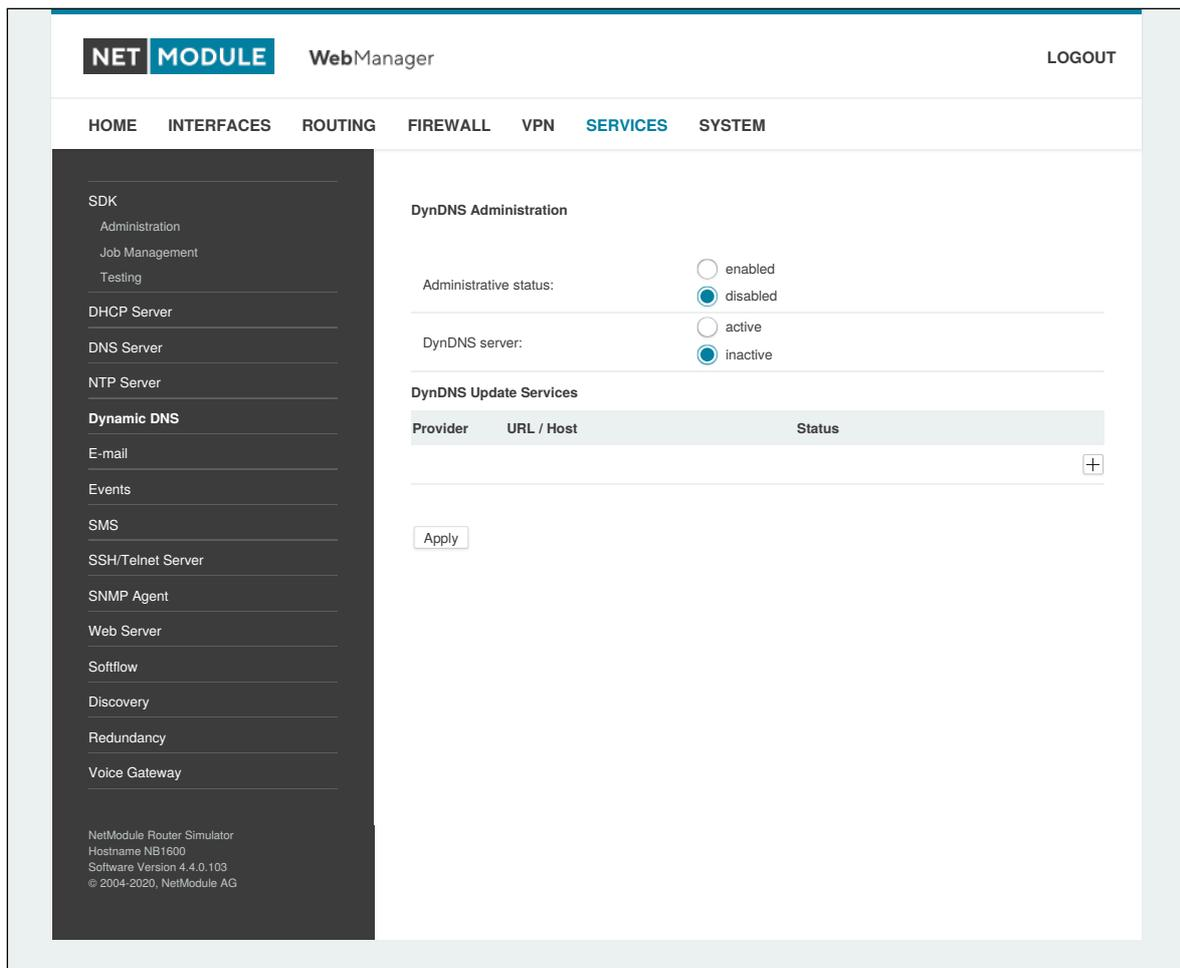 NET MODULE WebManager LOGOUT
HOME INTERFACES ROUTING FIREWALL VPN SERVICES SYSTEM
SDK
Administration
Job Management
Testing
DHCP Server
DNS Server
NTP Server
Dynamic DNS
E-mail
Events
SMS
SSH/Telnet Server
SNMP Agent
Web Server
Softflow
Discovery
Redundancy
Voice Gateway
NetModule Router Simulator
Hostname NB1600
Software Version 4.4.0.103
© 2004-2020, NetModule AG
DynDNS Administration
Administrative status:
enabled
disabled
DynDNS server:
active
inactive
DynDNS Update Services
Provider URL / Host Status
Apply